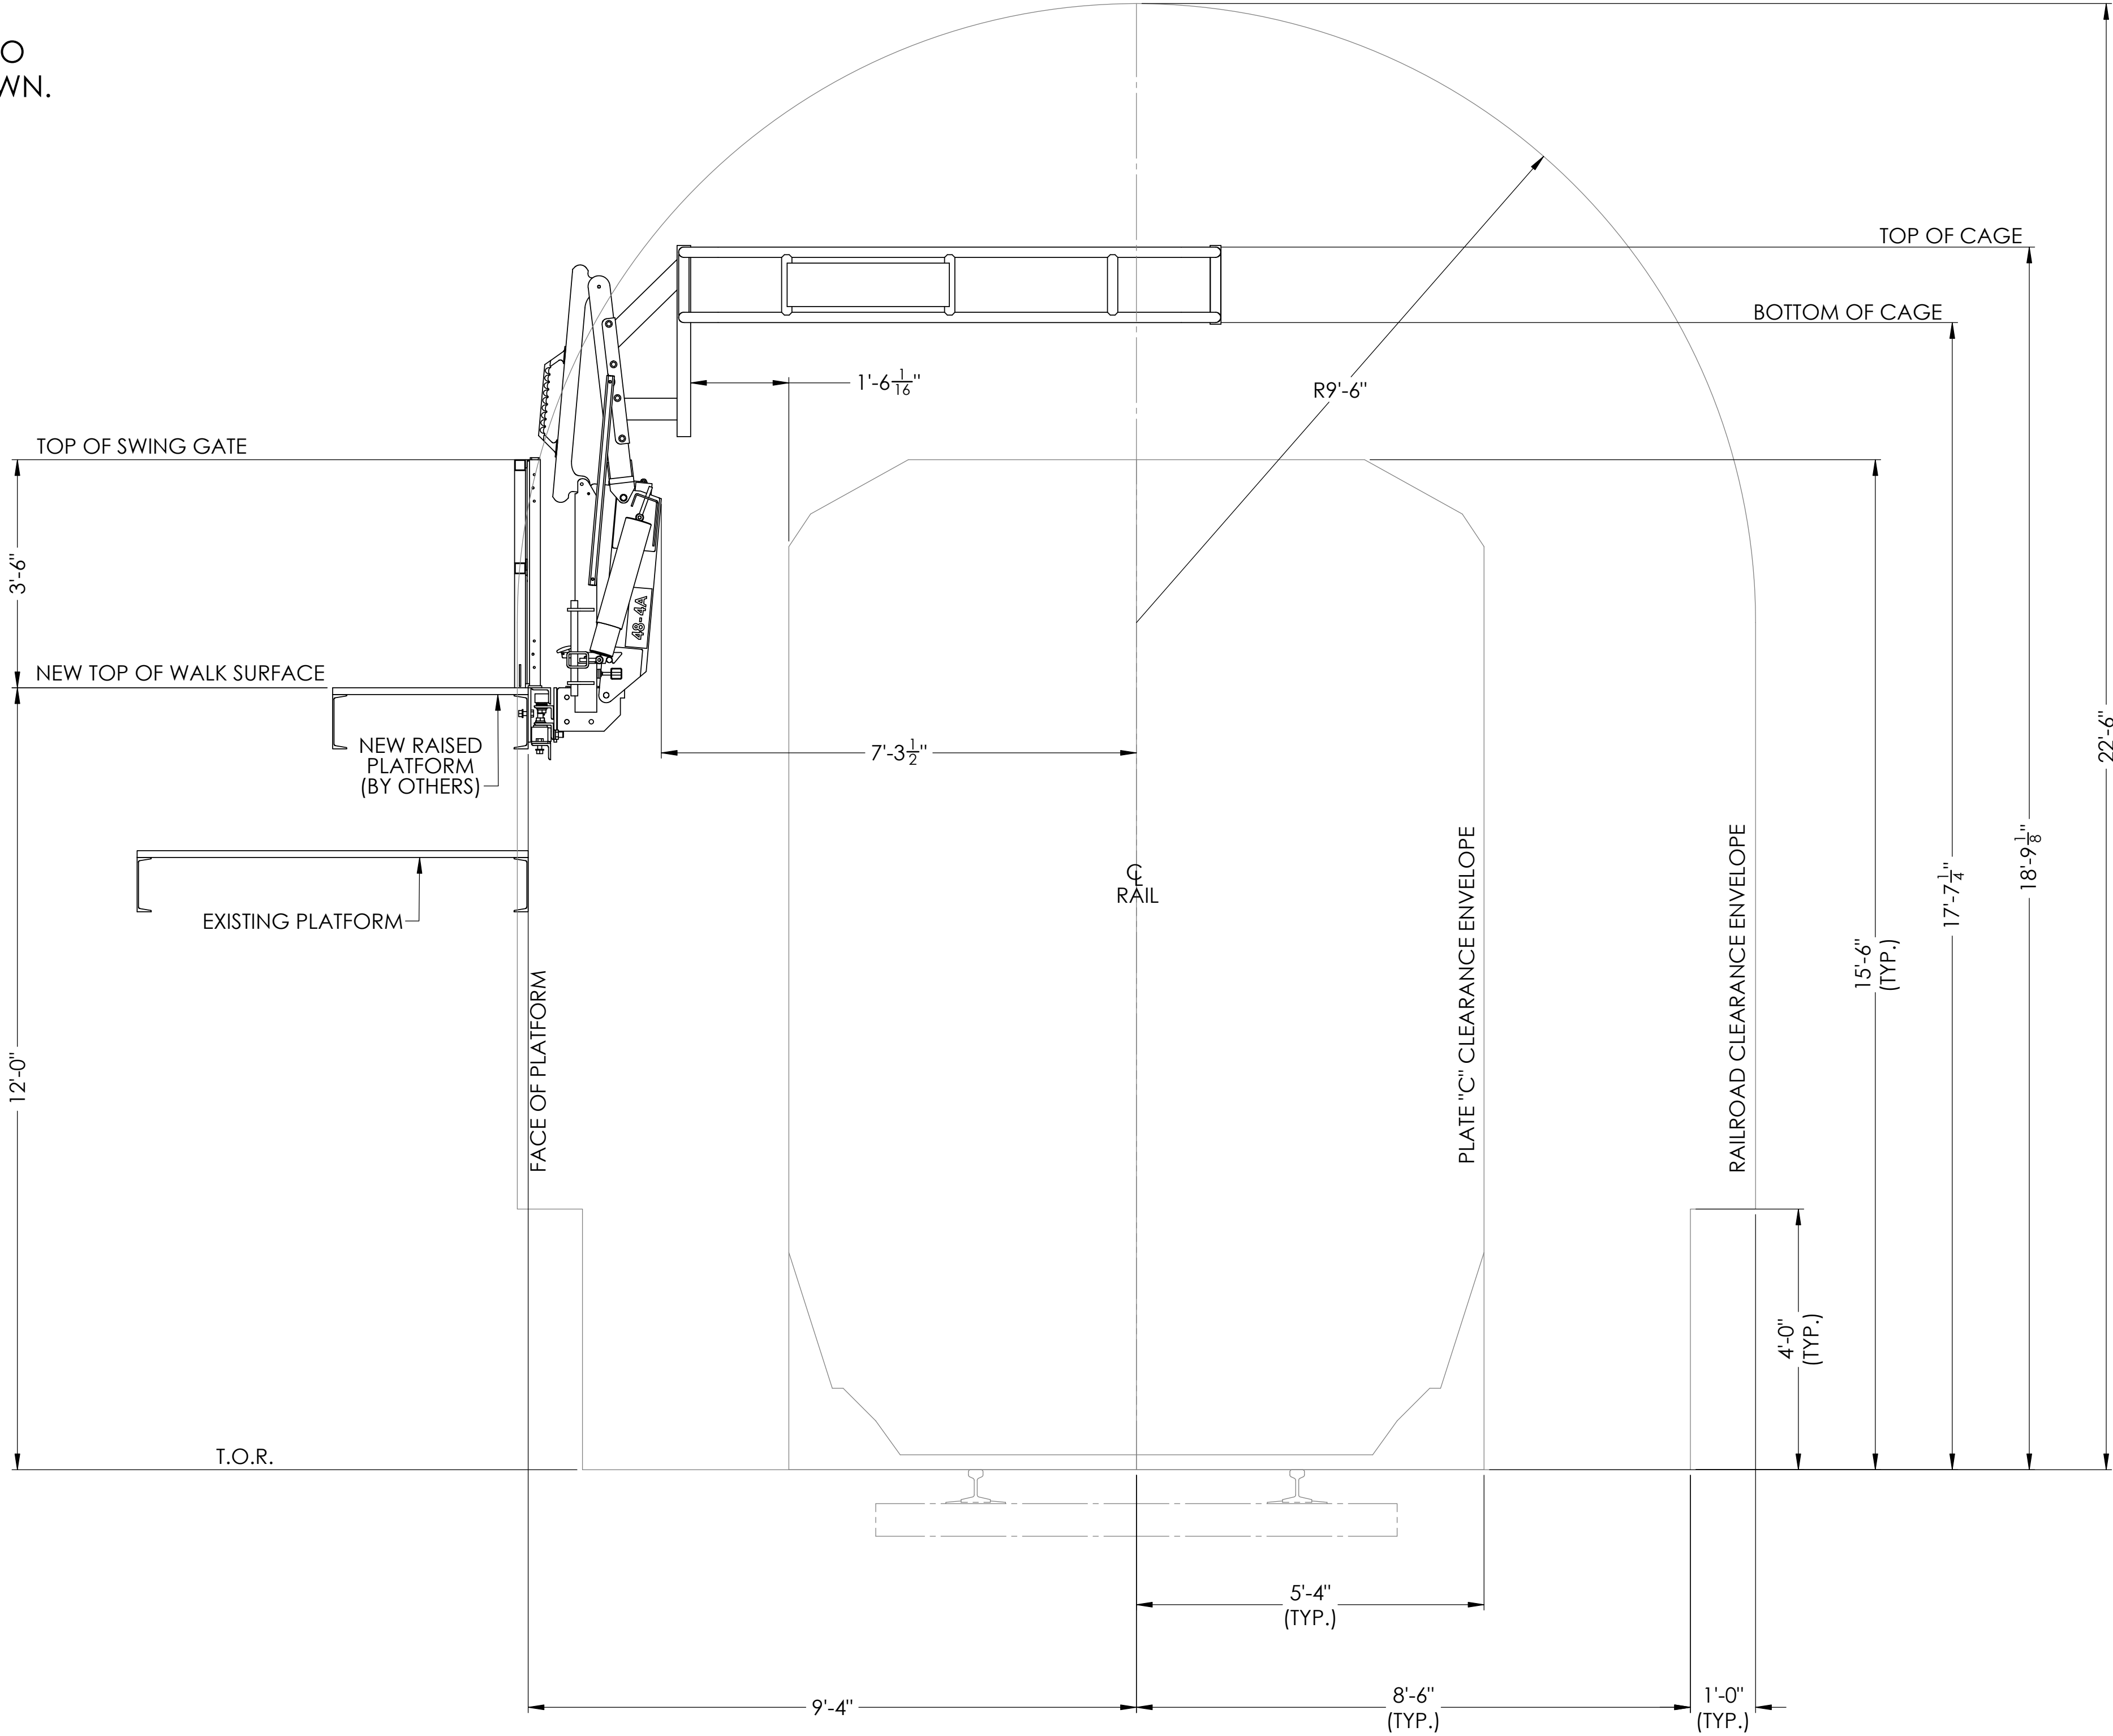 O
WN.
TOP OF CAGE
BOTTOM OF CAGE
1'-6 1/16"
R9'-6"
TOP OF SWING GATE
3'-6"
48-4A
NEW TOP OF WALK SURFACE
NEW RAISED
PLATFORM
(BY OTHERS)
7'-3 1/2"
22'-6"
EXISTING PLATFORM
℄
RAIL
PLATE "C" CLEARANCE ENVELOPE
RAILROAD CLEARANCE ENVELOPE
18'-9 1/8"
17'-7 1/4"
15'-6"
(TYP.)
FACE OF PLATFORM
12'-0"
4'-0"
(TYP.)
T.O.R.
5'-4"
(TYP.)
9'-4"
8'-6"
(TYP.)
1'-0"
(TYP.)